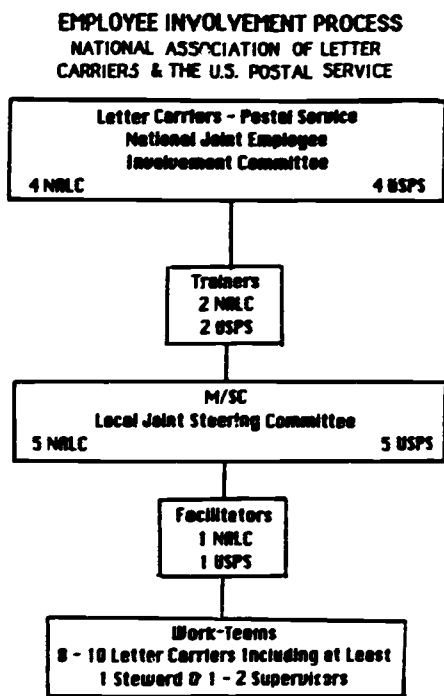 EMPLOYEE INVOLVEMENT PROCESS
NATIONAL ASSOCIATION OF LETTER
CARRIERS & THE U.S. POSTAL SERVICE
Letter Carriers - Postal Service
National Joint Employee
Involvement Committee
4 NALC 4 USPS
Trainers
2 NALC
2 USPS
M/SC
Local Joint Steering Committee
5 NALC 5 USPS
Facilitators
1 NALC
1 USPS
Work-Teams
8 - 10 Letter Carriers Including at Least
1 Steward & 1 - 2 Supervisors